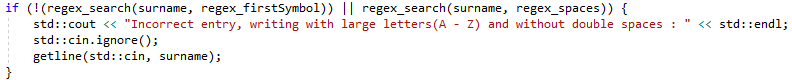 if (!(regex_search(surname, regex_firstSymbol)) || regex_search(surname, regex_spaces)) {
std::cout << "Incorrect entry, writing with large letters(A - Z) and without double spaces : " << std::endl;
std::cin.ignore();
getline(std::cin, surname);
}